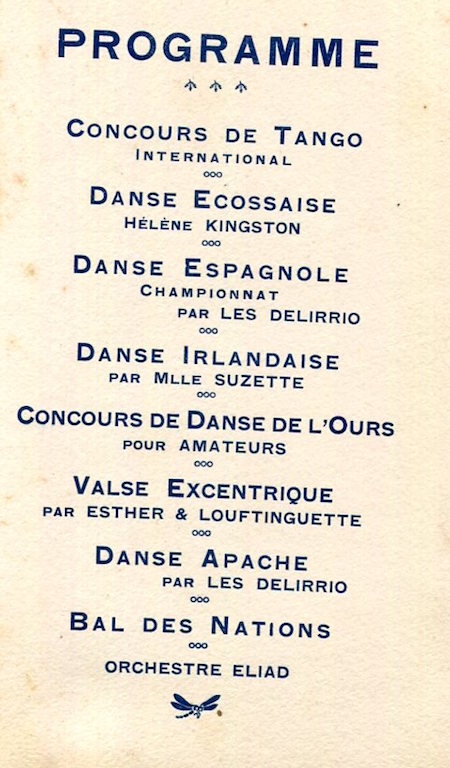 PROGRAMME
CONCOURS DE TANGO
INTERNATIONAL
DANSE ECOSSAISE
HÉLÈNE KINGSTON
DANSE ESPAGNOLE
CHAMPIONNAT
PAR LES DELIRRIO
DANSE IRLANDAISE
PAR MLLE SUZETTE
CONCOURS DE DANSE DE L'OURS
POUR AMATEURS
VALSE EXCENTRIQUE
PAR ESTHER & LOUFTINGUETTE
DANSE APACHE
PAR LES DELIRRIO
BAL DES NATIONS
ORCHESTRE ELIAD